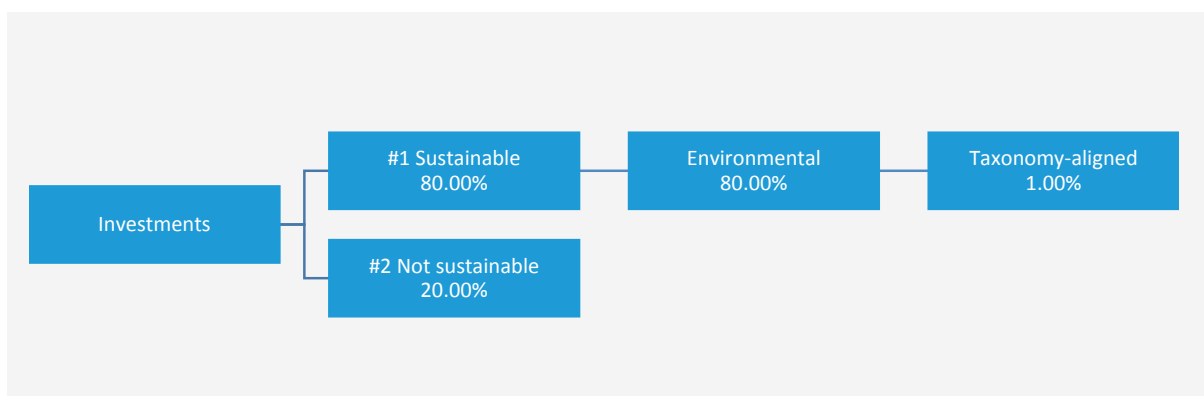 Investments
#1 Sustainable
80.00%
#2 Not sustainable
20.00%
Environmental
80.00%
Taxonomy-aligned
1.00%